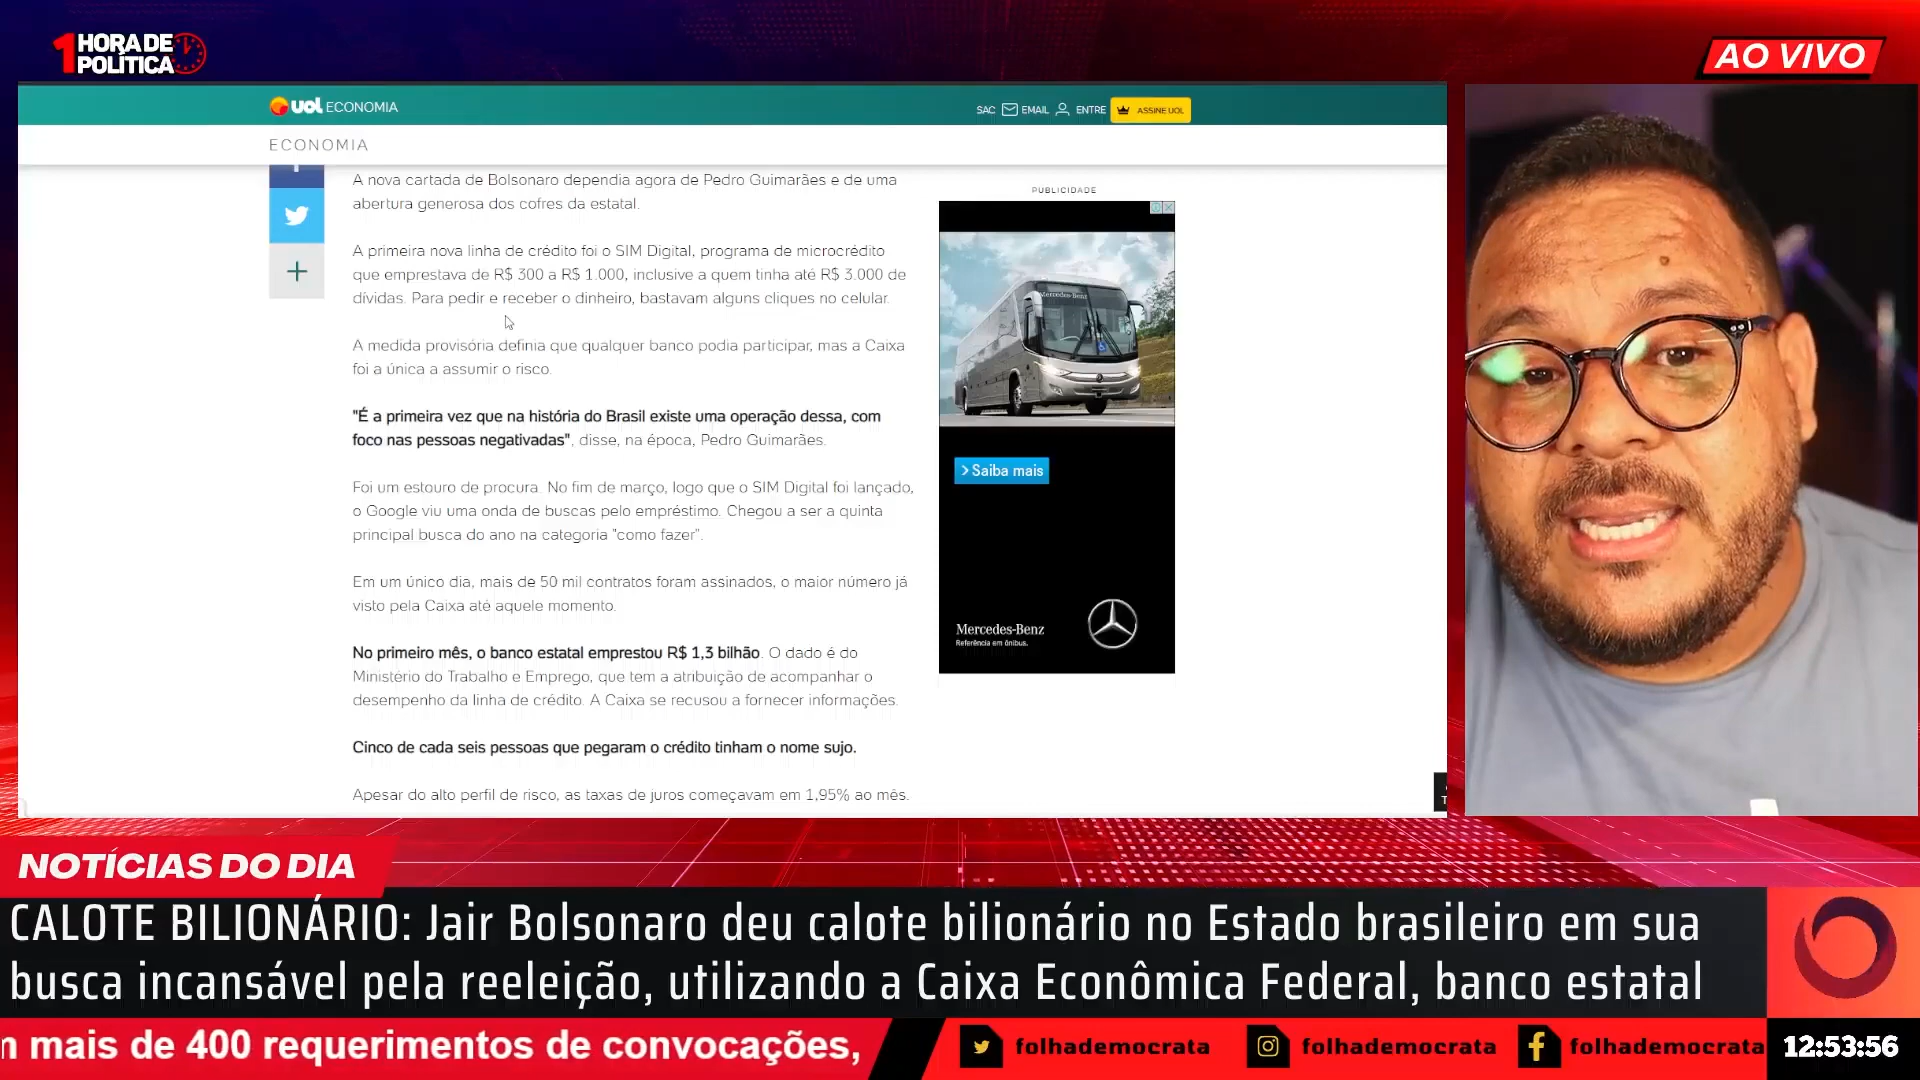 1 HORA DE
POLÍTICA
AO VIVO
uol ECONOMIA
SAC EMAIL ENTRE ASSINE UOL
ECONOMIA
A nova cartada de Bolsonaro dependia agora de Pedro Guimarães e de uma
abertura generosa dos cofres da estatal.
A primeira nova linha de crédito foi o SIM Digital, programa de microcrédito
que emprestava de R$ 300 a R$ 1.000, inclusive a quem tinha até R$ 3.000 de
dívidas. Para pedir e receber o dinheiro, bastavam alguns cliques no celular.
A medida provisória definia que qualquer banco podia participar, mas a Caixa
foi a única a assumir o risco.
"É a primeira vez que na história do Brasil existe uma operação dessa, com
foco nas pessoas negativadas", disse, na época, Pedro Guimarães.
Foi um estouro de procura. No fim de março, logo que o SIM Digital foi lançado,
o Google viu uma onda de buscas pelo empréstimo. Chegou a ser a quinta
principal busca do ano na categoria "como fazer".
Em um único dia, mais de 50 mil contratos foram assinados, o maior número já
visto pela Caixa até aquele momento.
No primeiro mês, o banco estatal emprestou R$ 1,3 bilhão. O dado é do
Ministério do Trabalho e Emprego, que tem a atribuição de acompanhar o
desempenho da linha de crédito. A Caixa se recusou a fornecer informações.
Cinco de cada seis pessoas que pegaram o crédito tinham o nome sujo.
Apesar do alto perfil de risco, as taxas de juros começavam em 1,95% ao mês.
PUBLICIDADE
Mercedes-Benz
> Saiba mais
Mercedes-Benz
Referência em ônibus.
NOTÍCIAS DO DIA
CALOTE BILIONÁRIO: Jair Bolsonaro deu calote bilionário no Estado brasileiro em sua
busca incansável pela reeleição, utilizando a Caixa Econômica Federal, banco estatal
mais de 400 requerimentos de convocações,
folhademocrata
folhademocrata
folhademocrata
12:53:56